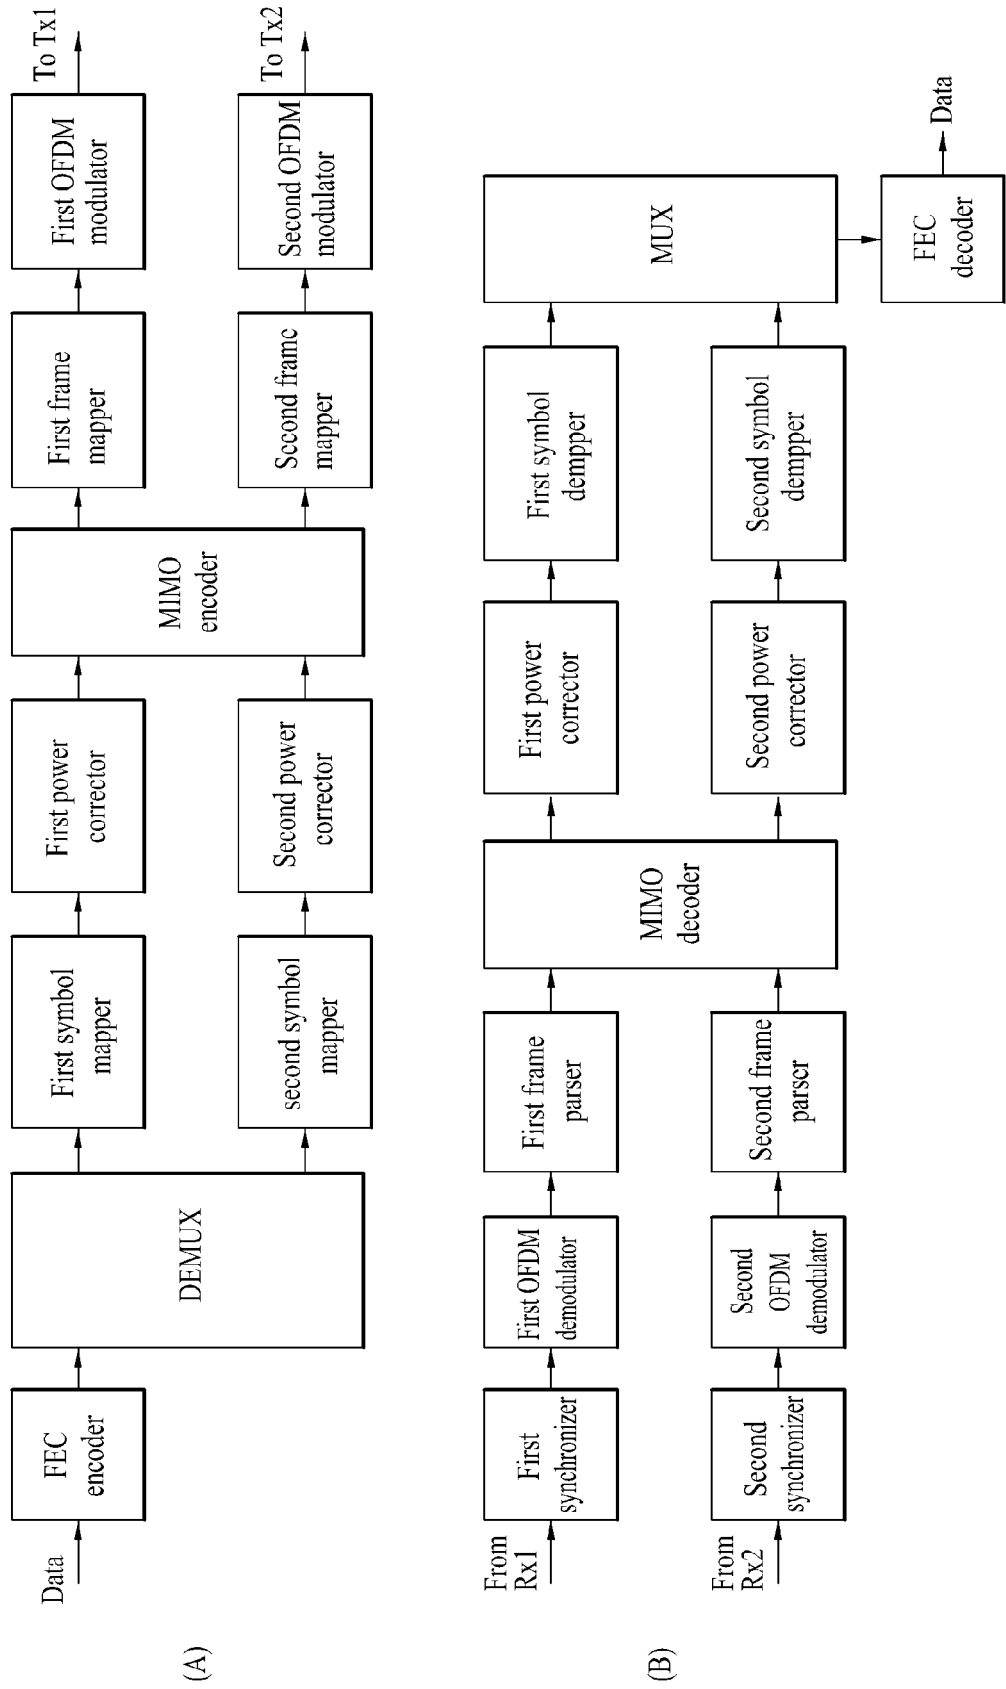 (A)
Data
FEC
encoder
DEMUX
First symbol
mapper
second symbol
mapper
First power
corrector
Second power
corrector
MIMO
encoder
First frame
mapper
Second frame
mapper
First OFDM
modulator
Second OFDM
modulator
To Tx1
To Tx2
(B)
From
Rx1
From
Rx2
First
synchronizer
Second
synchronizer
First OFDM
demodulator
Second
OFDM
demodulator
First frame
parser
Second frame
parser
MIMO
decoder
First power
corrector
Second power
corrector
First symbol
dempper
Second symbol
dempper
MUX
FEC
decoder
Data